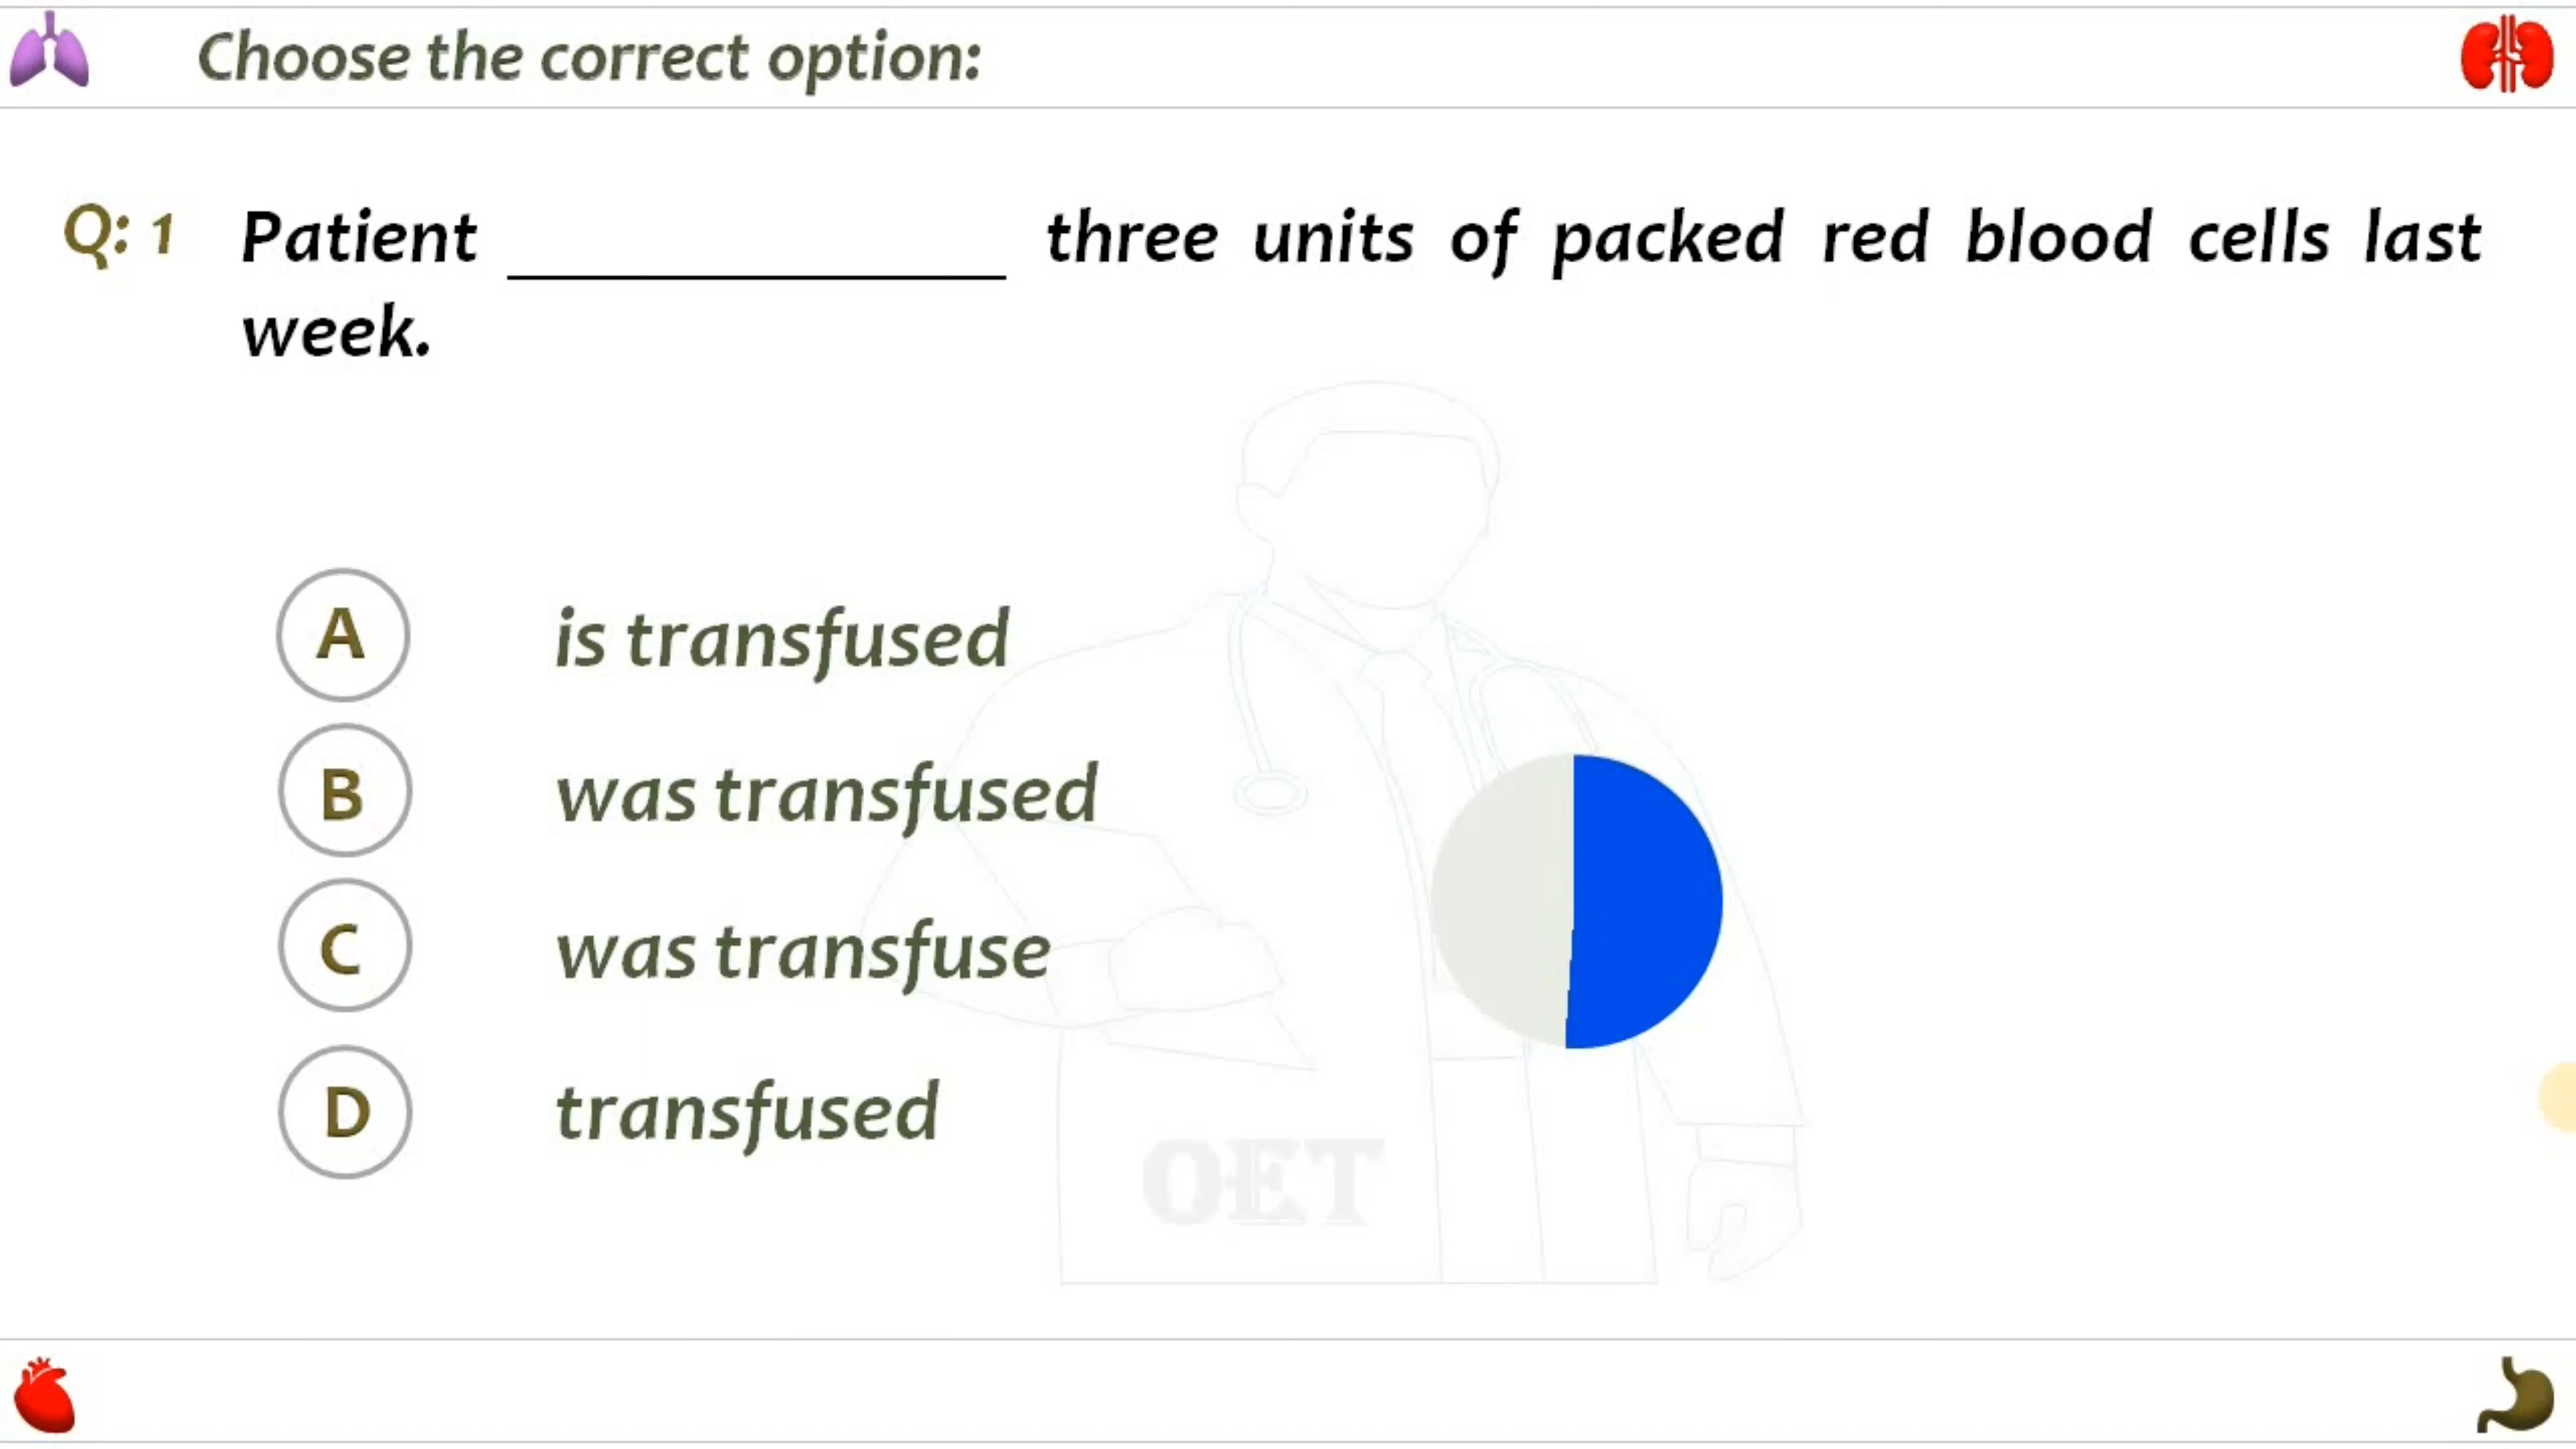 Choose the correct option:
Q: 1 Patient ______________ three units of packed red blood cells last
week.
A is transfused
B was transfused
C was transfuse
D transfused
OET